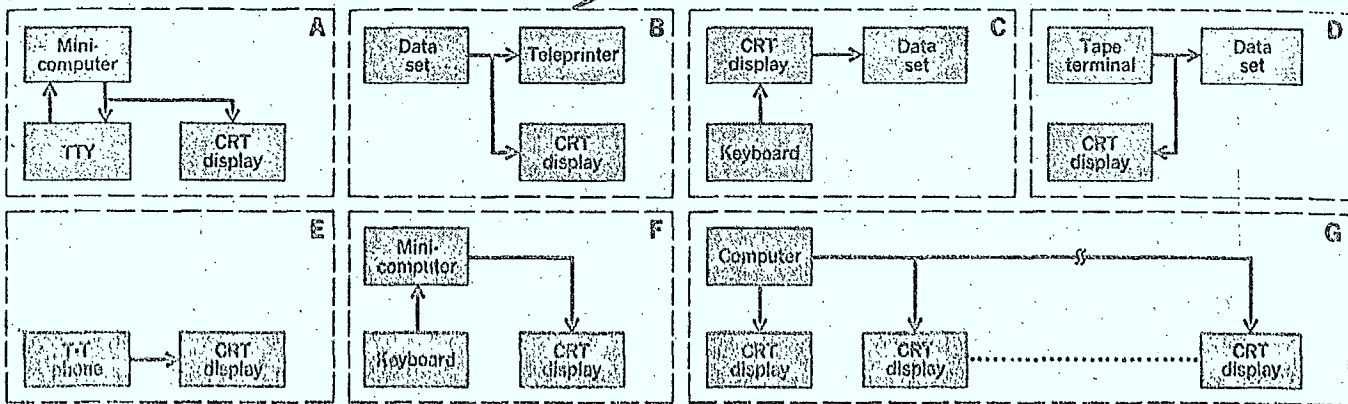 A
Mini-
computer
TTY
CRT
display
B
Data
set
Teleprinter
CRT
display
C
CRT
display
Data
set
Keyboard
D
Tape
terminal
Data
set
CRT
display
E
T-T
phone
CRT
display
F
Mini-
computer
Keyboard
CRT
display
G
Computer
CRT
display
CRT
display
CRT
display